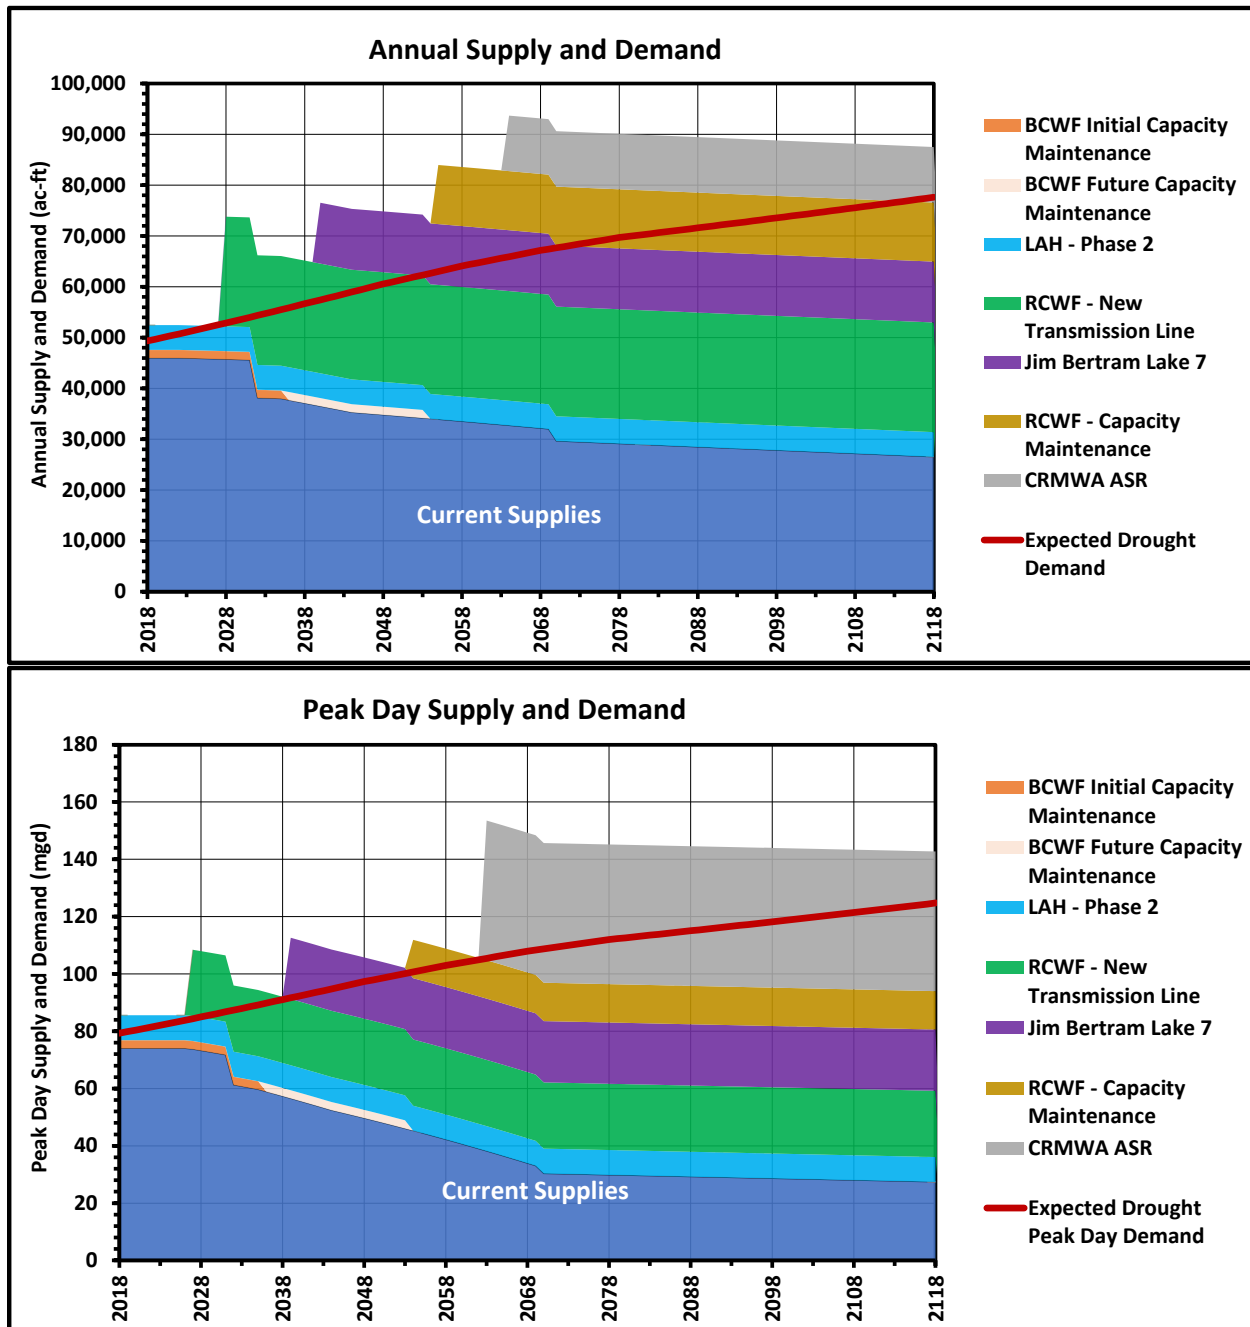 Annual Supply and Demand
Annual Supply and Demand (ac-ft)
100,000
90,000
80,000
70,000
60,000
50,000
40,000
30,000
20,000
10,000
0
Current Supplies
2018
2028
2038
2048
2058
2068
2078
2088
2098
2108
2118
BCWF Initial Capacity
Maintenance
BCWF Future Capacity
Maintenance
LAH - Phase 2
RCWF - New
Transmission Line
Jim Bertram Lake 7
RCWF - Capacity
Maintenance
CRMWA ASR
Expected Drought
Demand
Peak Day Supply and Demand
Peak Day Supply and Demand (mgd)
180
160
140
120
100
80
60
40
20
0
Current Supplies
2018
2028
2038
2048
2058
2068
2078
2088
2098
2108
2118
BCWF Initial Capacity
Maintenance
BCWF Future Capacity
Maintenance
LAH - Phase 2
RCWF - New
Transmission Line
Jim Bertram Lake 7
RCWF - Capacity
Maintenance
CRMWA ASR
Expected Drought
Peak Day Demand